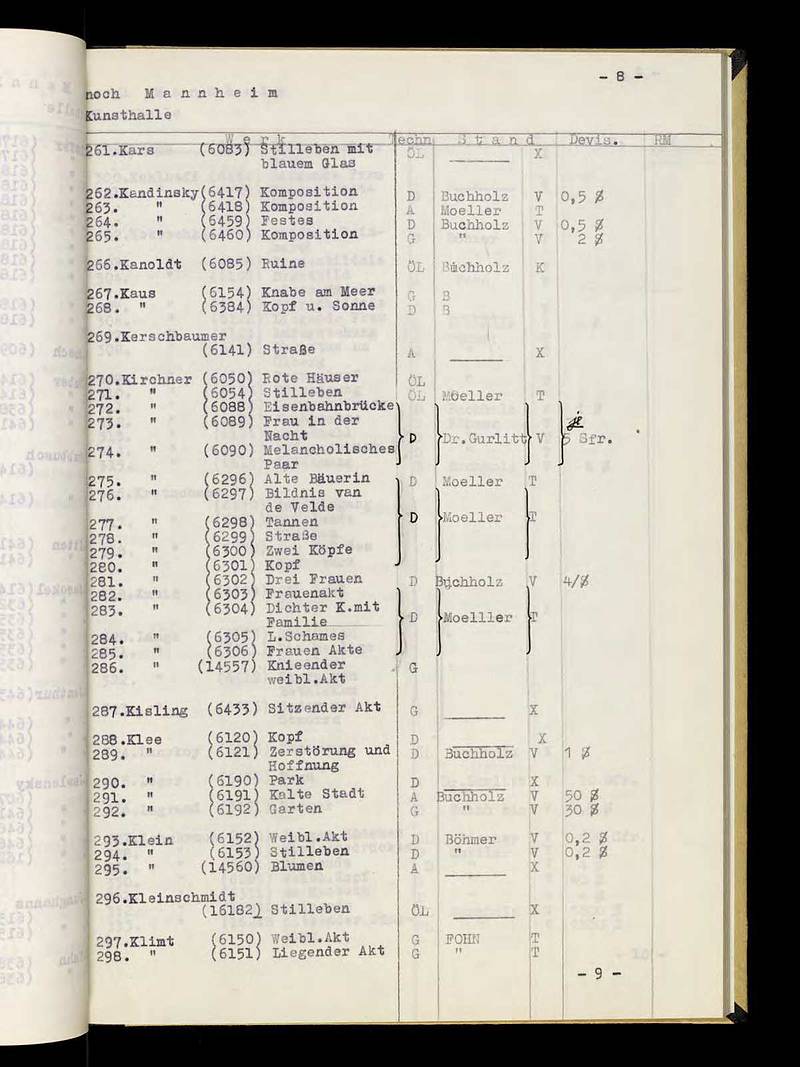 - 8 -
noch M a n n h e i m
Kunsthalle
W e r k Techn. S t a n d Devis. RM
261.Kars (6083) Stilleben mit ÖL ______ X
blauem Glas
262.Kandinsky(6417) Komposition D Buchholz V 0,5 $
263. " (6418) Komposition A Moeller T
264. " (6459) Festes D Buchholz V 0,5 $
265. " (6460) Komposition G " V 2 $
266.Kanoldt (6085) Ruine ÖL Buchholz K
267.Kaus (6154) Knabe am Meer G B
268. " (6384) Kopf u. Sonne D B
269.Kerschbaumer
(6141) Straße A ______ X
270.Kirchner (6050) Rote Häuser ÖL
271. " (6054) Stilleben ÖL Moeller T
272. " (6088) Eisenbahnbrücke
273. " (6089) Frau in der je
Nacht D Dr.Gurlitt V 5 Sfr.
274. " (6090) Melancholisches
Paar
275. " (6296) Alte Bäuerin D Moeller T
276. " (6297) Bildnis van
de Velde
277. " (6298) Tannen D Moeller T
278. " (6299) Straße
279. " (6300) Zwei Köpfe
280. " (6301) Kopf
281. " (6302) Drei Frauen D Buchholz V 4/$
282. " (6303) Frauenakt
283. " (6304) Dichter K.mit D Moelller T
Familie
284. " (6305) L.Schames
285. " (6306) Frauen Akte
286. " (14557) Knieender G
weibl.Akt
287.Kisling (6433) Sitzender Akt G ______ X
288.Klee (6120) Kopf D ______ X
289. " (6121) Zerstörung und D Buchholz V 1 $
Hoffnung
290. " (6190) Park D ______ X
291. " (6191) Kalte Stadt A Buchholz V 50 $
292. " (6192) Garten G " V 30 $
293.Klein (6152) Weibl.Akt D Böhmer V 0,2 $
294. " (6153) Stilleben D " V 0,2 $
295. " (14560) Blumen A ______ X
296.Kleinschmidt
(16182) Stilleben ÖL ______ X
297.Klimt (6150) Weibl.Akt G FOHN T
298. " (6151) Liegender Akt G " T
- 9 -